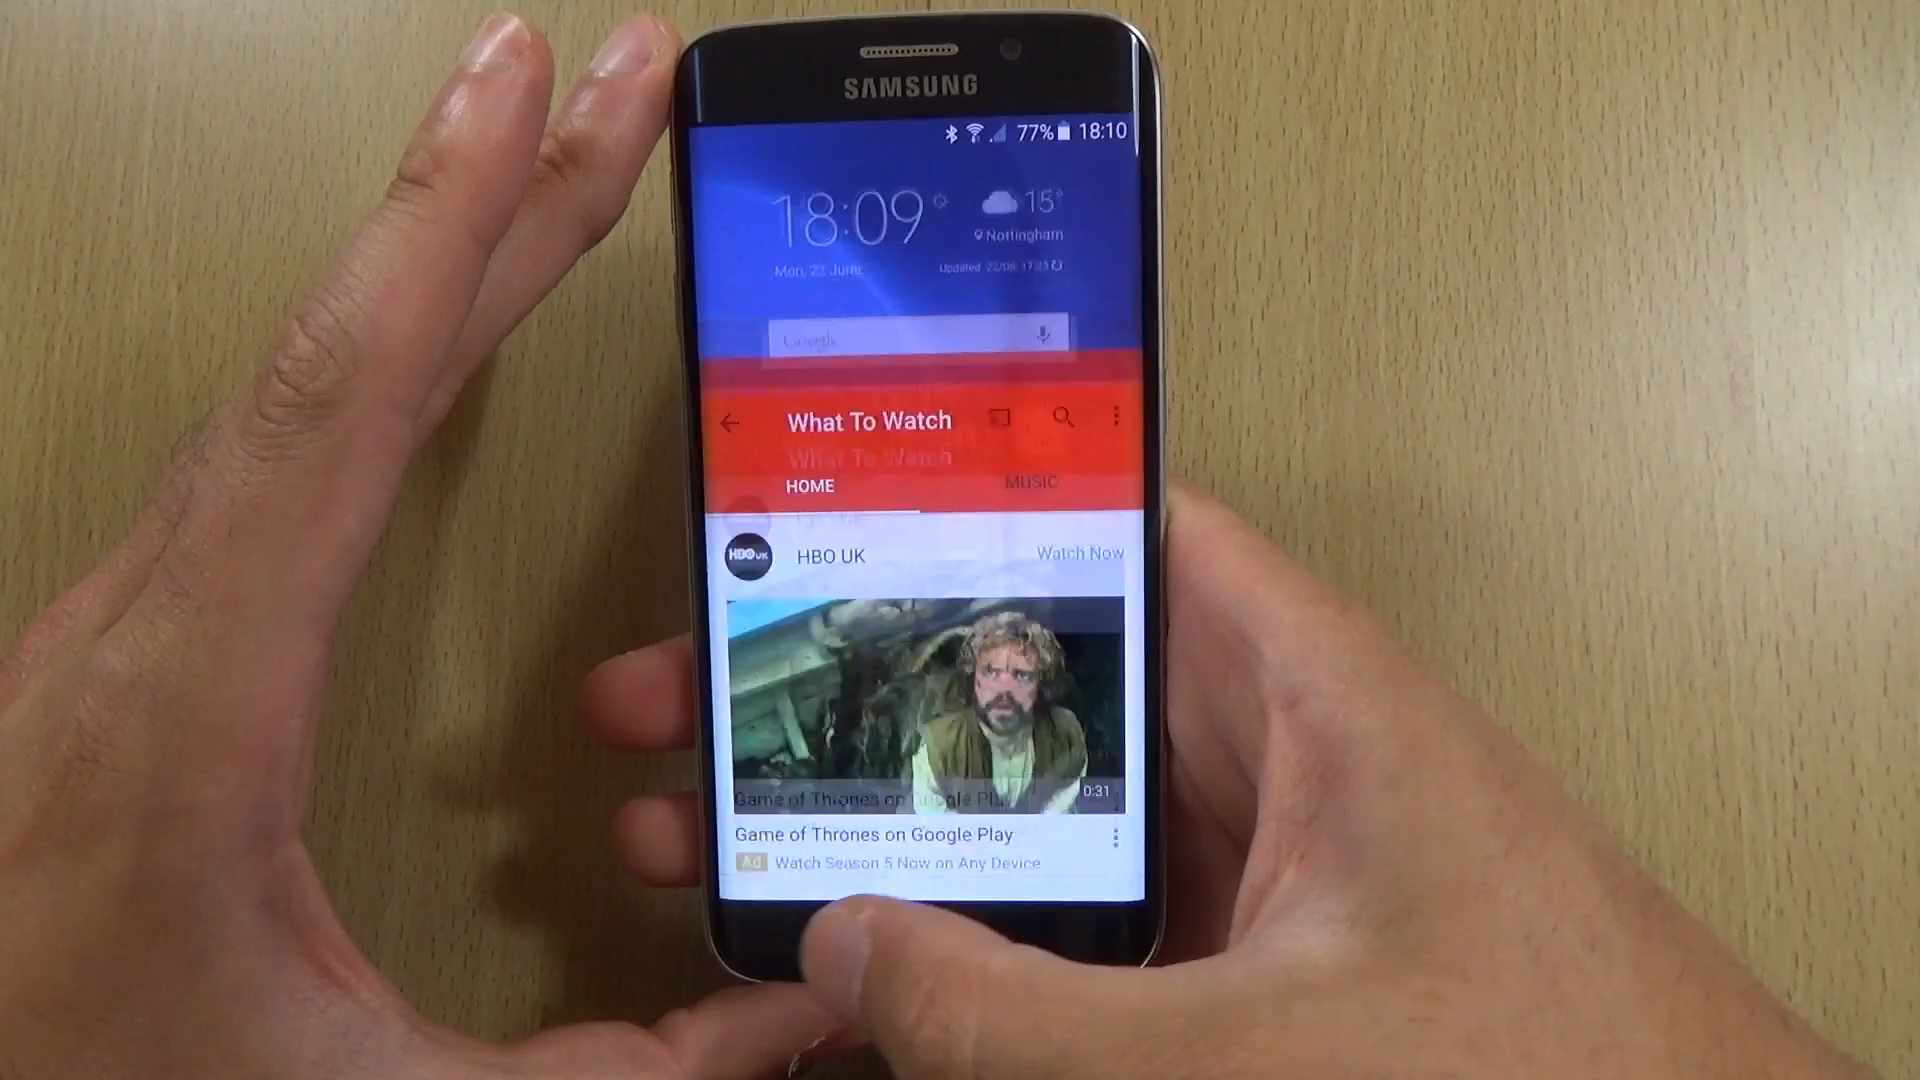 SAMSUNG
77% 18:10
18:09
15°
Nottingham
Mon, 22 June
Updated 22/06 17:23
Google
What To Watch
What To Watch
HOME
MUSIC
HBO UK
HBO UK
Watch Now
0:31
Game of Thrones on Google Play
Game of Thrones on Google Play
Ad Watch Season 5 Now on Any Device